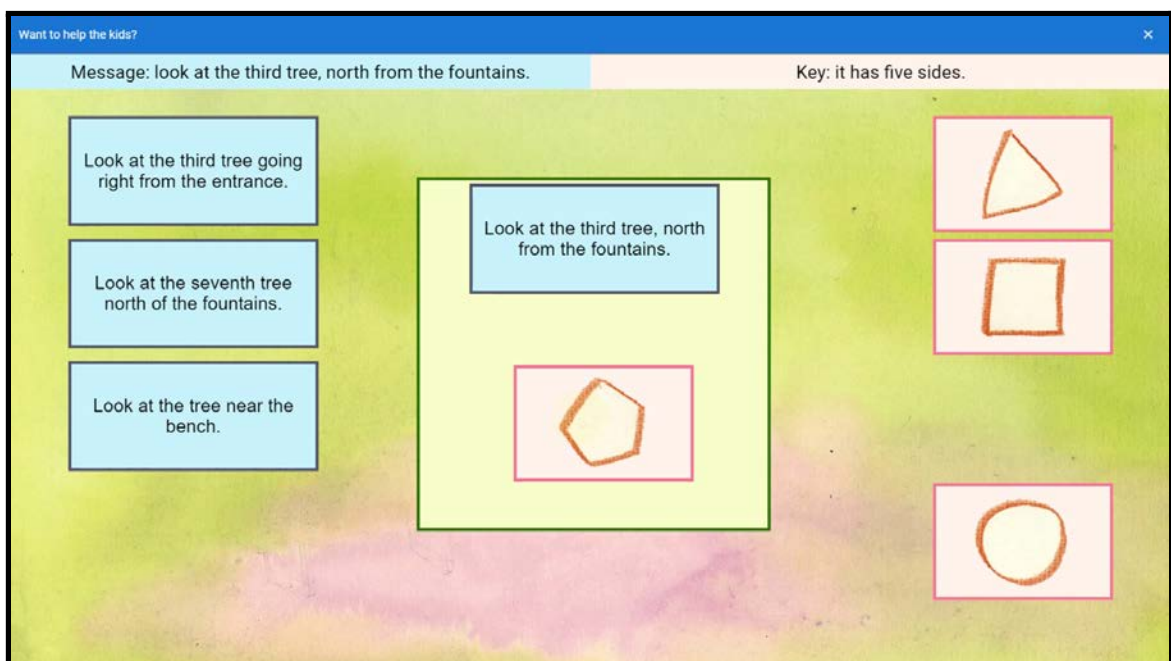 Want to help the kids?
×
Message: look at the third tree, north from the fountains.
Key: it has five sides.
Look at the third tree going
right from the entrance.
Look at the seventh tree
north of the fountains.
Look at the tree near the
bench.
Look at the third tree, north
from the fountains.